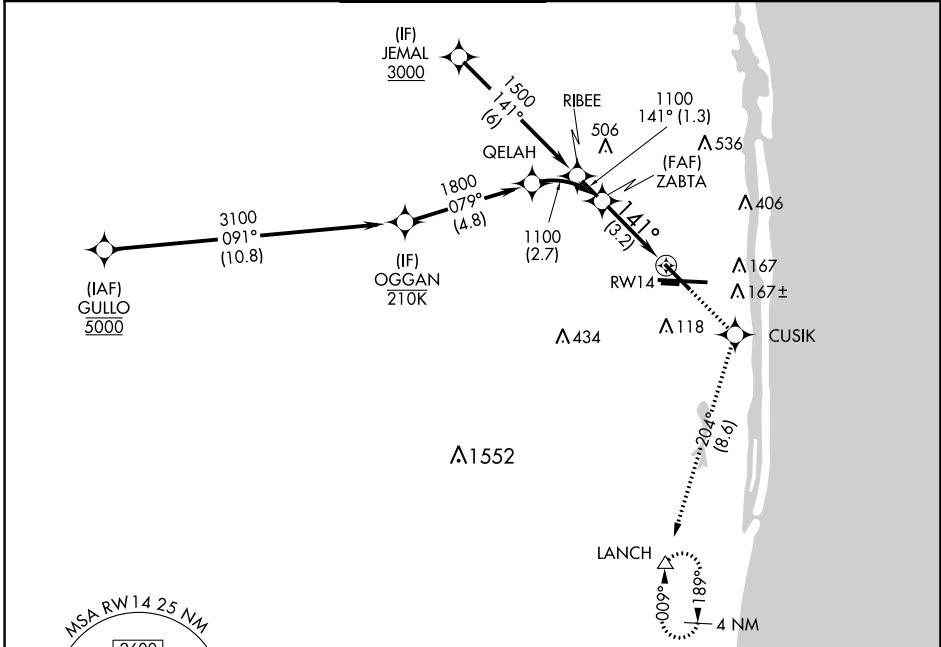 (IF)
JEMAL
3000
1500
141°
(6)
RIBEE
1100
141° (1.3)
506
536
QELAH
(FAF)
ZABTA
1800
079°
(4.8)
3100
091°
(10.8)
141°
(3.2)
406
1100
(2.7)
(IAF)
GULLO
5000
(IF)
OGGAN
210K
RW14
167
167±
434
118
CUSIK
204°
(8.6)
1552
LANCH
009°
189°
4 NM
MSA RW14 25 NM